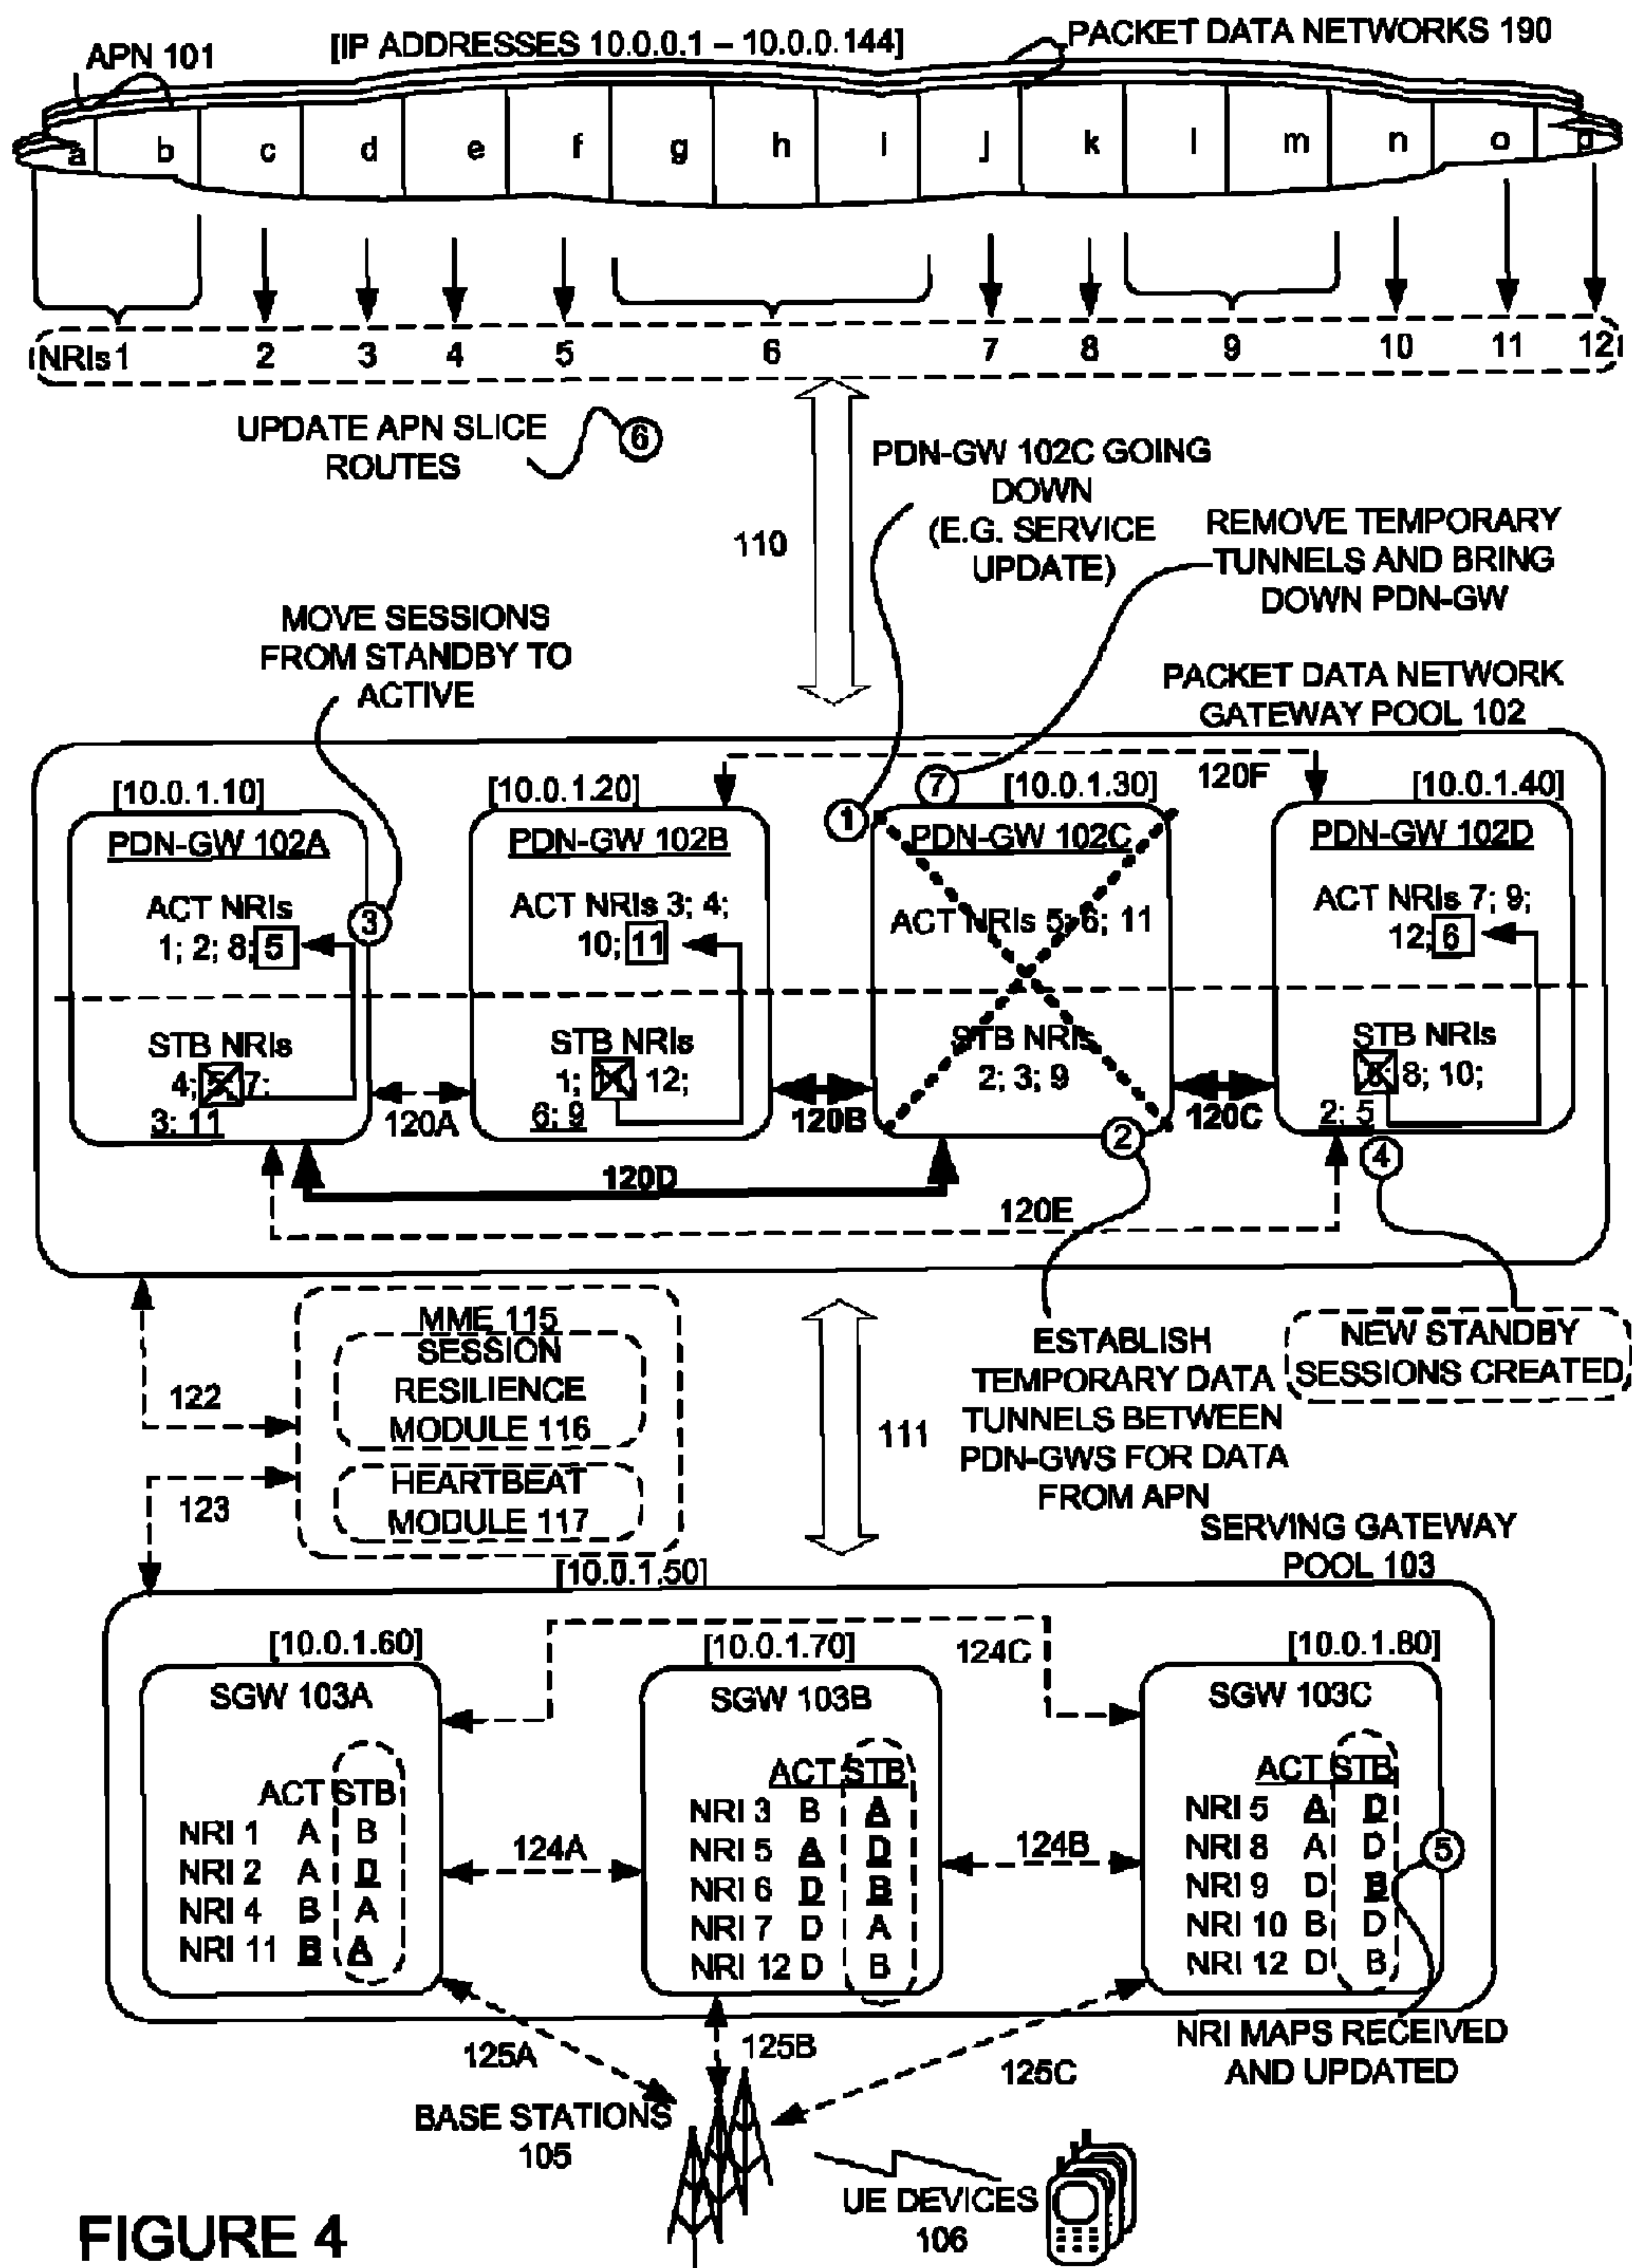 [IP ADDRESSES 10.0.0.1 – 10.0.0.144]
PACKET DATA NETWORKS 190
APN 101
a b c d e f g h i j k l m n o p
NRIs 1 2 3 4 5 6 7 8 9 10 11 12
UPDATE APN SLICE
ROUTES
6
110
PDN-GW 102C GOING
DOWN
(E.G. SERVICE
UPDATE)
REMOVE TEMPORARY
TUNNELS AND BRING
DOWN PDN-GW
MOVE SESSIONS
FROM STANDBY TO
ACTIVE
PACKET DATA NETWORK
GATEWAY POOL 102
[10.0.1.10]
PDN-GW 102A
ACT NRIs
1; 2; 8; 5
3
STB NRIs
4; 5 7;
3; 11
120A
[10.0.1.20]
PDN-GW 102B
ACT NRIs 3; 4;
10; 11
STB NRIs
1; 11 12;
6; 9
120B
1
7
[10.0.1.30]
PDN-GW 102C
ACT NRIs 5; 6; 11
STB NRIs
2; 3; 9
2
120C
120F
[10.0.1.40]
PDN-GW 102D
ACT NRIs 7; 9;
12; 6
STB NRIs
6 8; 10;
2; 5
4
120D
120E
MME 115
SESSION
RESILIENCE
MODULE 116
HEARTBEAT
MODULE 117
[10.0.1.50]
122
123
111
ESTABLISH
TEMPORARY DATA
TUNNELS BETWEEN
PDN-GWS FOR DATA
FROM APN
NEW STANDBY
SESSIONS CREATED
SERVING GATEWAY
POOL 103
[10.0.1.60]
SGW 103A
ACT STB
NRI 1 A B
NRI 2 A D
NRI 4 B A
NRI 11 B A
124A
[10.0.1.70]
SGW 103B
ACT STB
NRI 3 B A
NRI 5 A D
NRI 6 D B
NRI 7 D A
NRI 12 D B
124B
124C
[10.0.1.80]
SGW 103C
ACT STB
NRI 5 A D
NRI 8 A D
NRI 9 D B
NRI 10 B D
NRI 12 D B
5
NRI MAPS RECEIVED
AND UPDATED
125A
125B
125C
BASE STATIONS
105
UE DEVICES
106
FIGURE 4